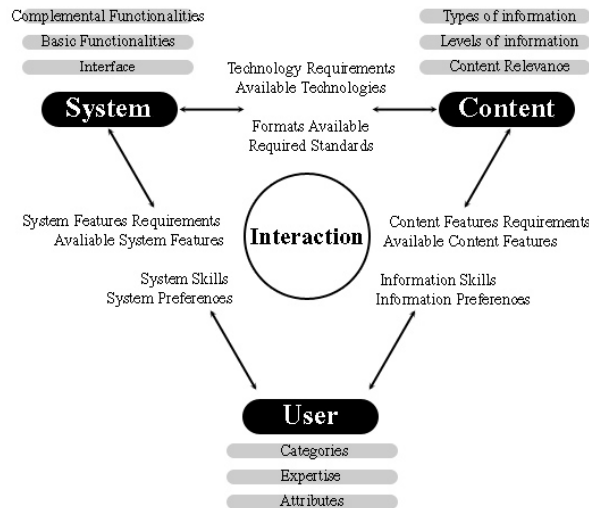 Complemental Functionalities
Basic Functionalities
Interface
System
Types of information
Levels of information
Content Relevance
Content
Technology Requirements
Available Technologies
Formats Available
Required Standards
System Features Requirements
Avaliable System Features
Interaction
Content Features Requirements
Available Content Features
System Skills
System Preferences
Information Skills
Information Preferences
User
Categories
Expertise
Attributes